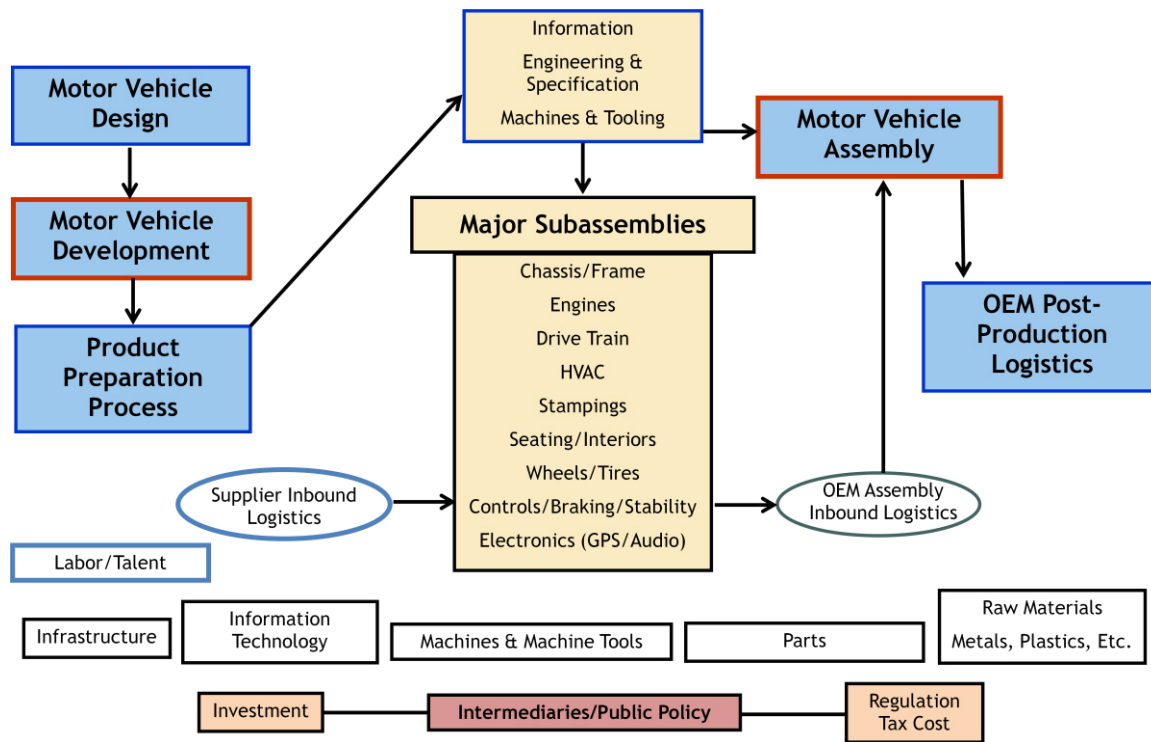 Motor Vehicle
Design
Motor Vehicle
Development
Product
Preparation
Process
Information
Engineering &
Specification
Machines & Tooling
Major Subassemblies
Chassis/Frame
Engines
Drive Train
HVAC
Stampings
Seating/Interiors
Wheels/Tires
Controls/Braking/Stability
Electronics (GPS/Audio)
Motor Vehicle
Assembly
OEM Post-
Production
Logistics
Supplier Inbound
Logistics
OEM Assembly
Inbound Logistics
Labor/Talent
Infrastructure
Information
Technology
Machines & Machine Tools
Parts
Raw Materials
Metals, Plastics, Etc.
Investment
Intermediaries/Public Policy
Regulation
Tax Cost